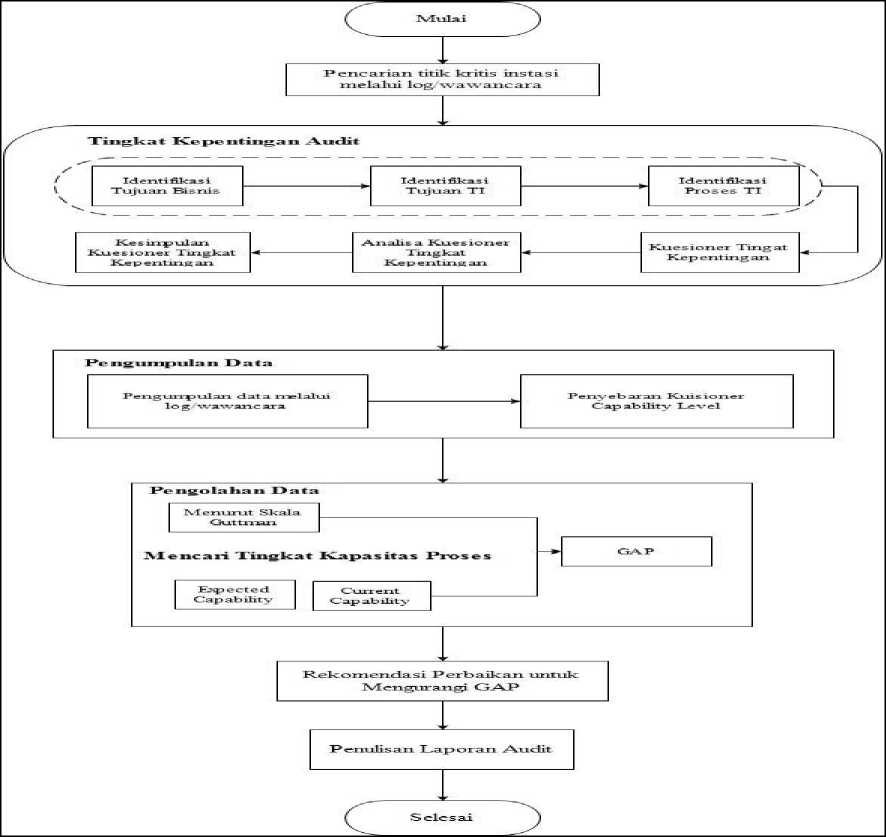 Mulai
Pencarian titik kritis instasi
melalui log/wawancara
Tingkat Kepentingan Audit
Identifikasi
Tujuan Bisnis
Identifikasi
Tujuan TI
Identifikasi
Proses TI
Kuesioner Tingat
Kepentingan
Analisa Kuesioner
Tingkat
Kepentingan
Kesimpulan
Kuesioner Tingkat
Kepentingan
Pengumpulan Data
Pengumpulan data melalui
log/wawancara
Penyebaran Kuisioner
Capability Level
Pengolahan Data
Menurut Skala
Guttman
Mencari Tingkat Kapasitas Proses
GAP
Expected
Capability
Current
Capability
Rekomendasi Perbaikan untuk
Mengurangi GAP
Penulisan Laporan Audit
Selesai